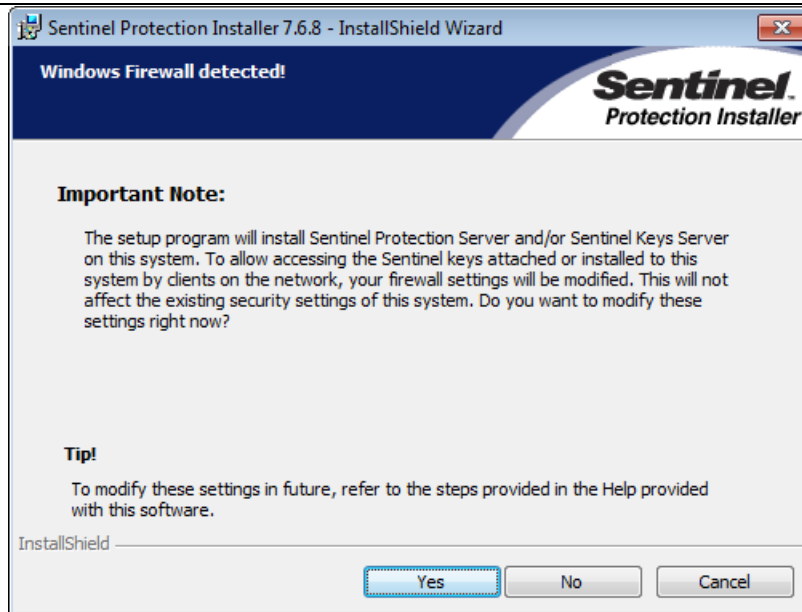 Sentinel Protection Installer 7.6.8 - InstallShield Wizard
Windows Firewall detected!
Sentinel.
Protection Installer
Important Note:
The setup program will install Sentinel Protection Server and/or Sentinel Keys Server
on this system. To allow accessing the Sentinel keys attached or installed to this
system by clients on the network, your firewall settings will be modified. This will not
affect the existing security settings of this system. Do you want to modify these
settings right now?
Tip!
To modify these settings in future, refer to the steps provided in the Help provided
with this software.
InstallShield
Yes No Cancel